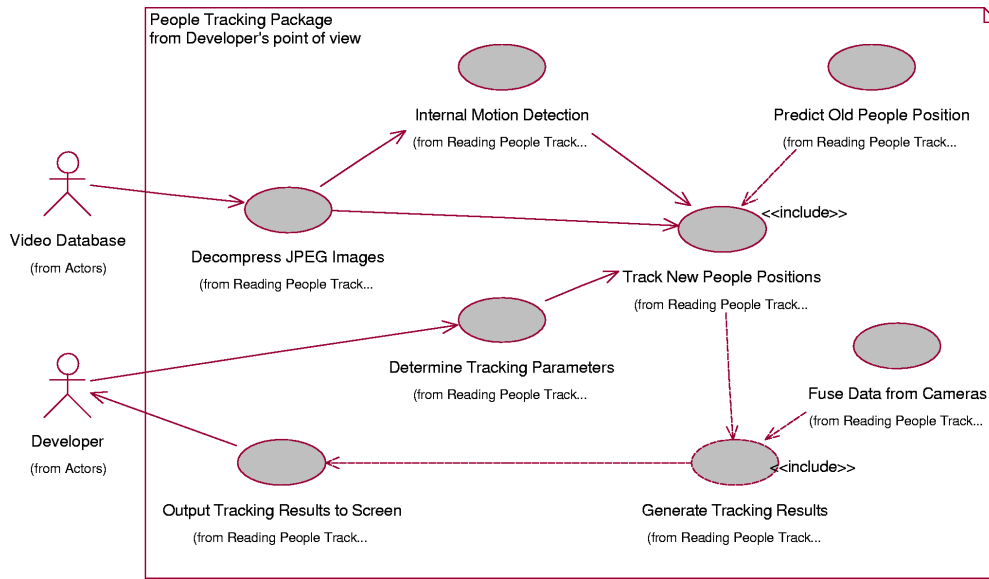 People Tracking Package
from Developer's point of view
Internal Motion Detection
(from Reading People Track...
Predict Old People Position
(from Reading People Track...
Video Database
(from Actors)
<<include>>
Decompress JPEG Images
(from Reading People Track...
Track New People Positions
(from Reading People Track...
Determine Tracking Parameters
(from Reading People Track...
Fuse Data from Cameras
(from Reading People Track...
Developer
(from Actors)
<<include>>
Output Tracking Results to Screen
(from Reading People Track...
Generate Tracking Results
(from Reading People Track...